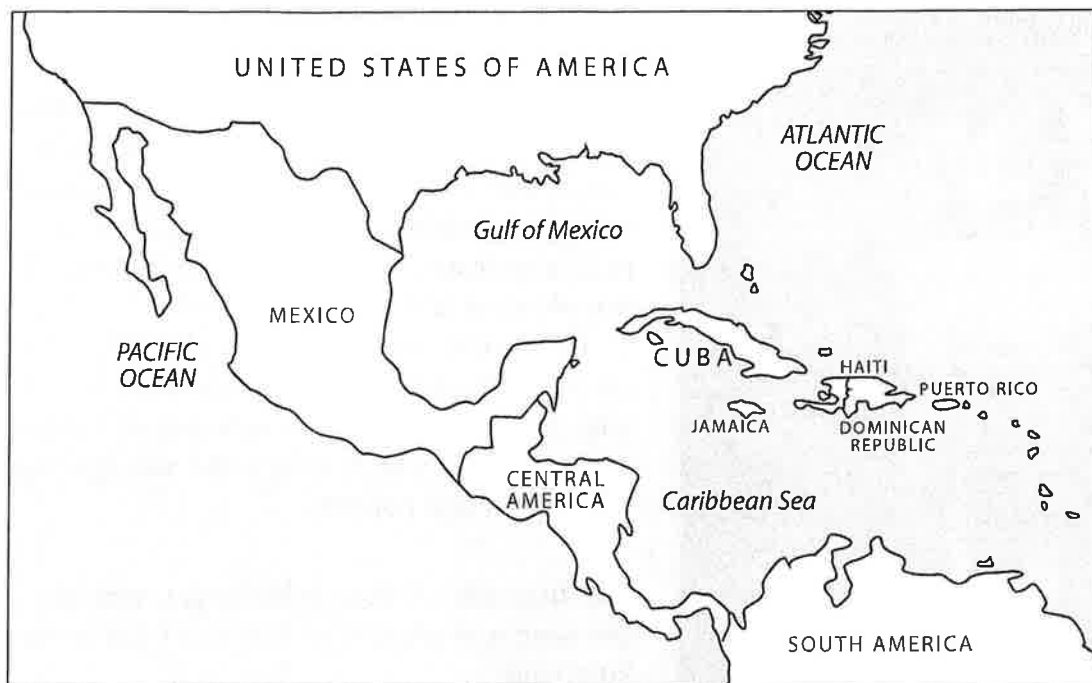 UNITED STATES OF AMERICA
ATLANTIC
OCEAN
Gulf of Mexico
MEXICO
PACIFIC
OCEAN
CUBA
HAITI
PUERTO RICO
JAMAICA
DOMINICAN
REPUBLIC
CENTRAL
AMERICA
Caribbean Sea
SOUTH AMERICA